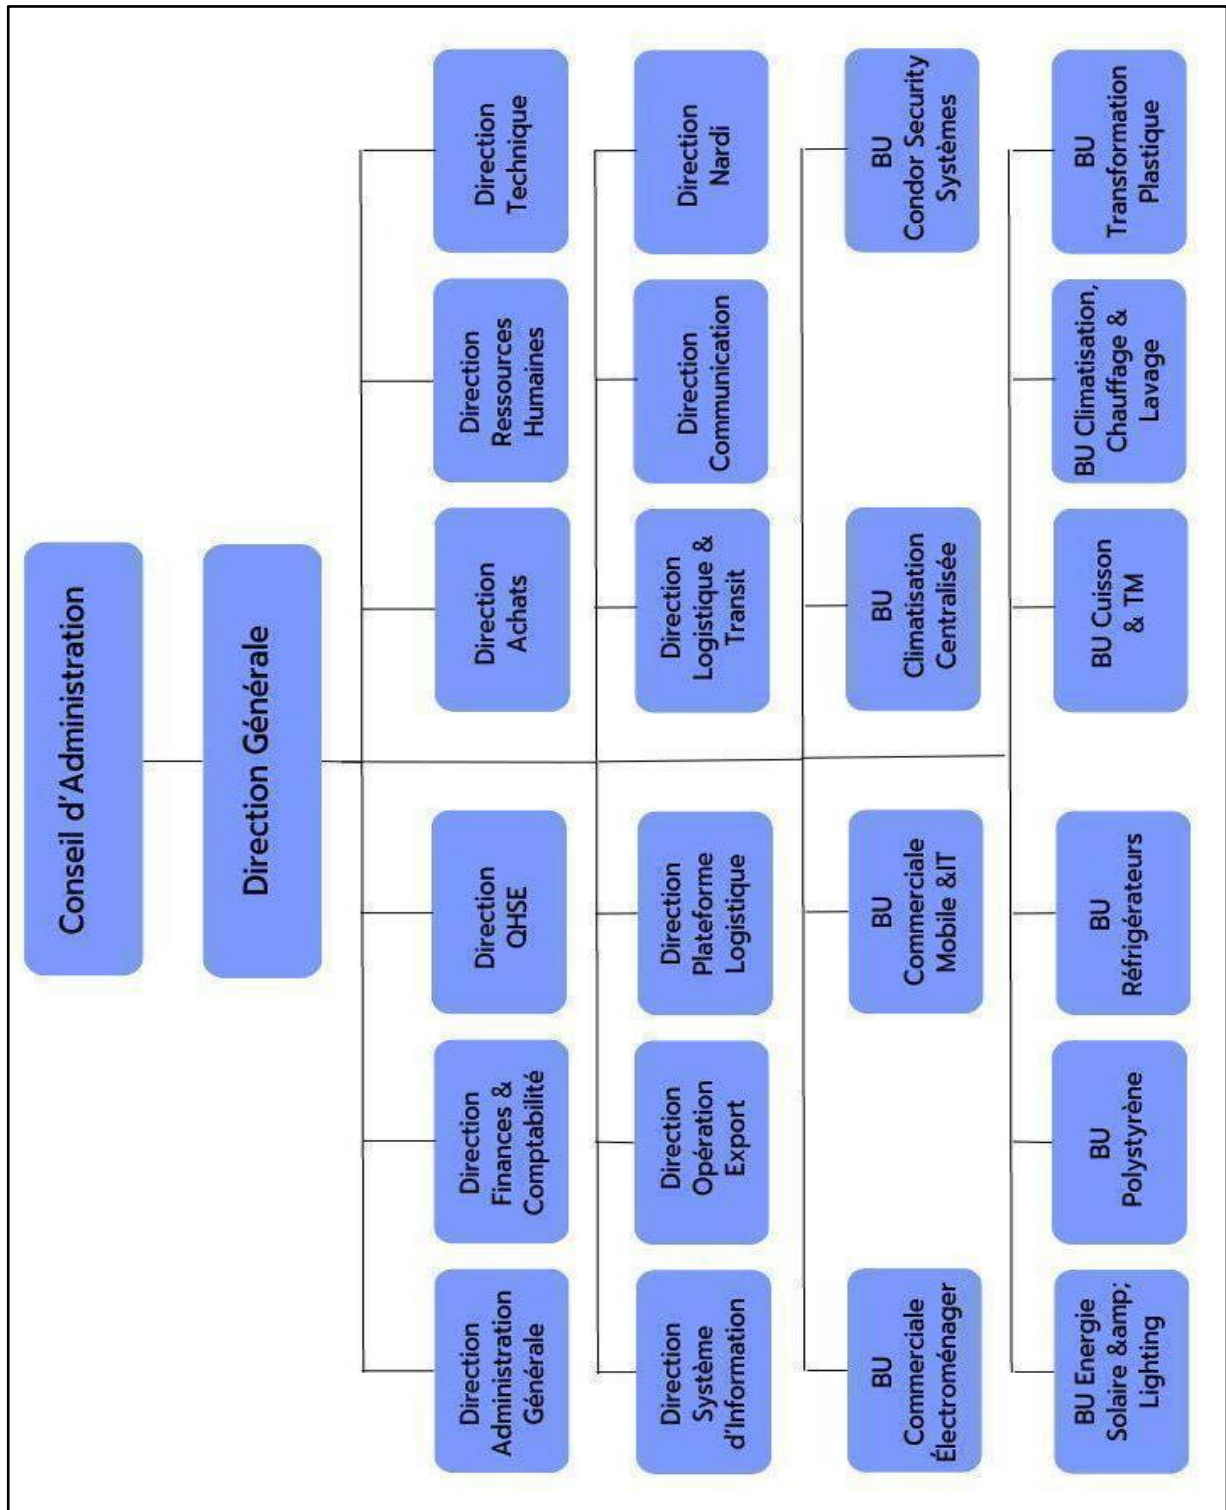 Conseil d'Administration
Direction Générale
Direction
Administration
Générale
Direction
Finances &
Comptabilité
Direction
QHSE
Direction
Achats
Direction
Ressources
Humaines
Direction
Technique
Direction
Système
d'Information
Direction
Opération
Export
Direction
Plateforme
Logistique
Direction
Logistique &
Transit
Direction
Communication
Direction
Nardi
BU
Commerciale
Électroménager
BU
Commerciale
Mobile &IT
BU
Climatisation
Centralisée
BU
Condor Security
Systèmes
BU Energie
Solaire &amp;
Lighting
BU
Polystyrène
BU
Réfrigérateurs
BU Cuisson
& TM
BU Climatisation,
Chauffage &
Lavage
BU
Transformation
Plastique